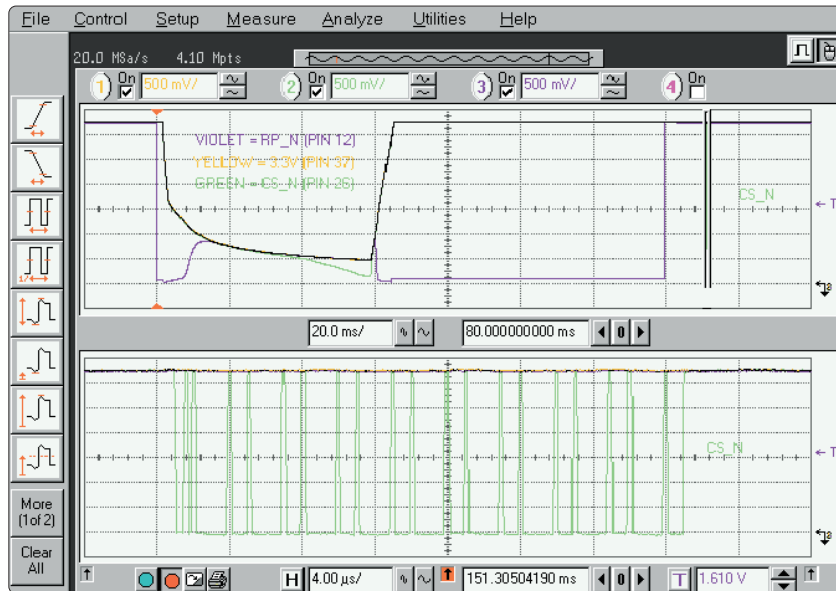 File Control Setup Measure Analyze Utilities Help
20.0 MSa/s 4.10 Mpts
1 On 500 mV/ 2 On 500 mV/ 3 On 500 mV/ 4 On
VIOLET = RP_N (PIN 12)
YELLOW = 3.3V (PIN 37)
GREEN = CS_N (PIN 26)
CS_N
T
20.0 ms/ 80.000000000 ms 0
CS_N
T
More
(1of 2)
Clear
All
H 4.00 µs/ 151.30504190 ms 0 T 1.610 V